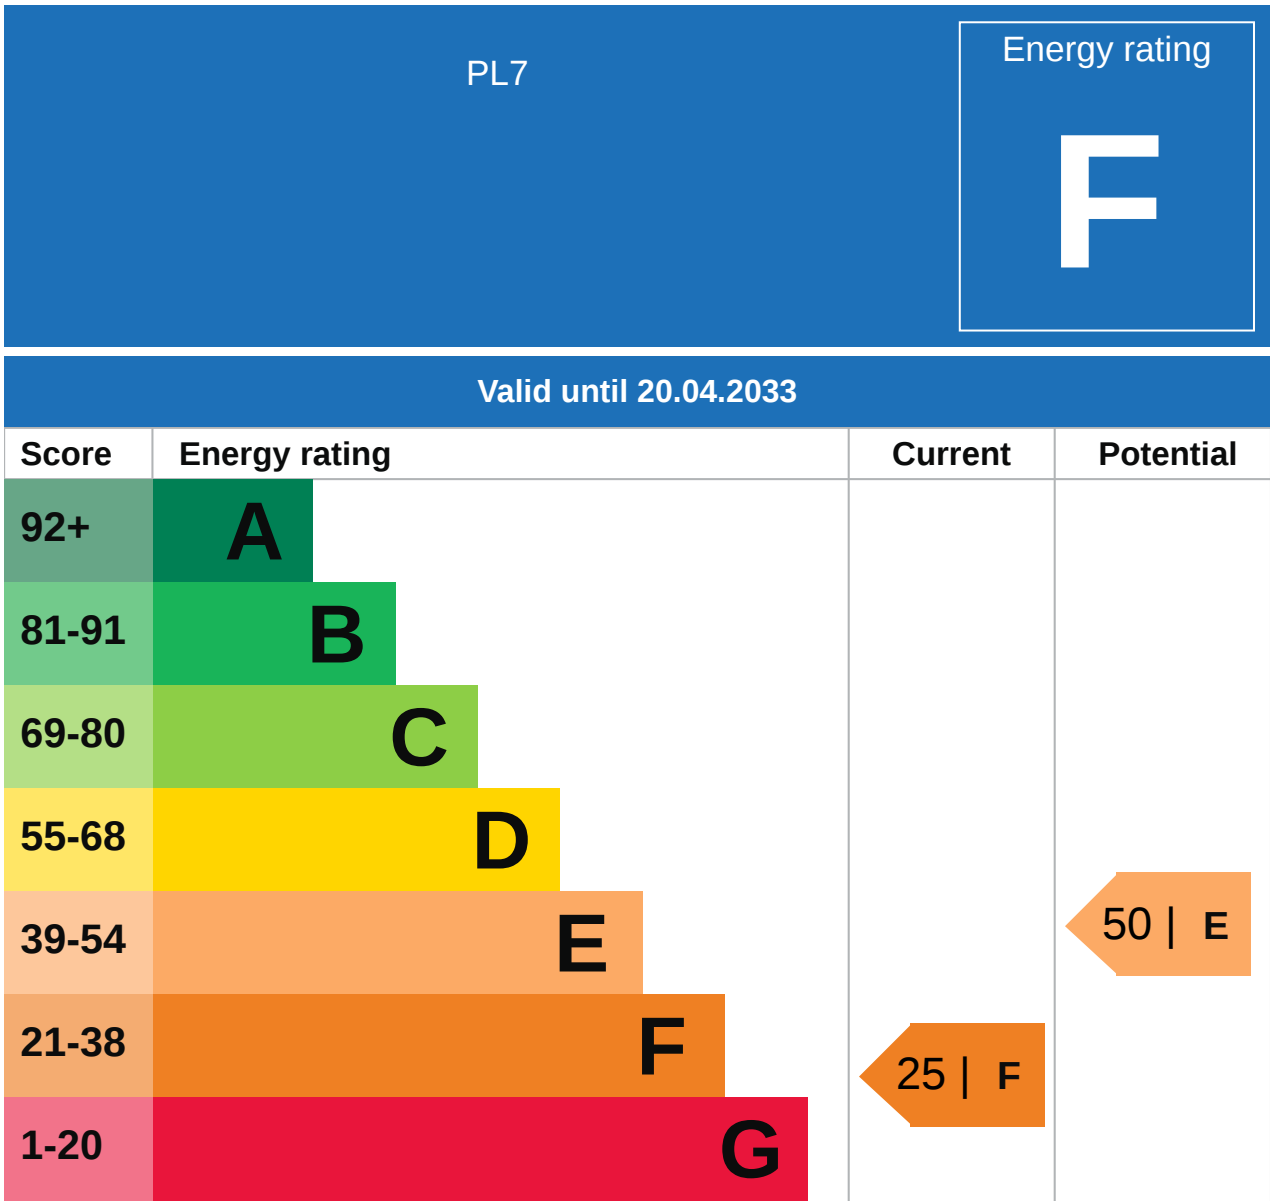 PL7
Energy rating
F
Valid until 20.04.2033
Score Energy rating Current Potential
92+ A
81-91 B
69-80 C
55-68 D
39-54 E
50 | E
21-38 F
25 | F
1-20 G